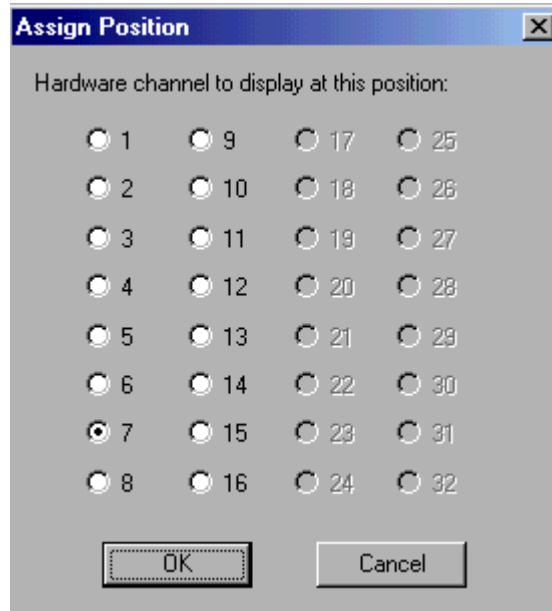 Assign Position
Hardware channel to display at this position:
1 9 17 25
2 10 18 26
3 11 19 27
4 12 20 28
5 13 21 29
6 14 22 30
7 15 23 31
8 16 24 32
OK Cancel